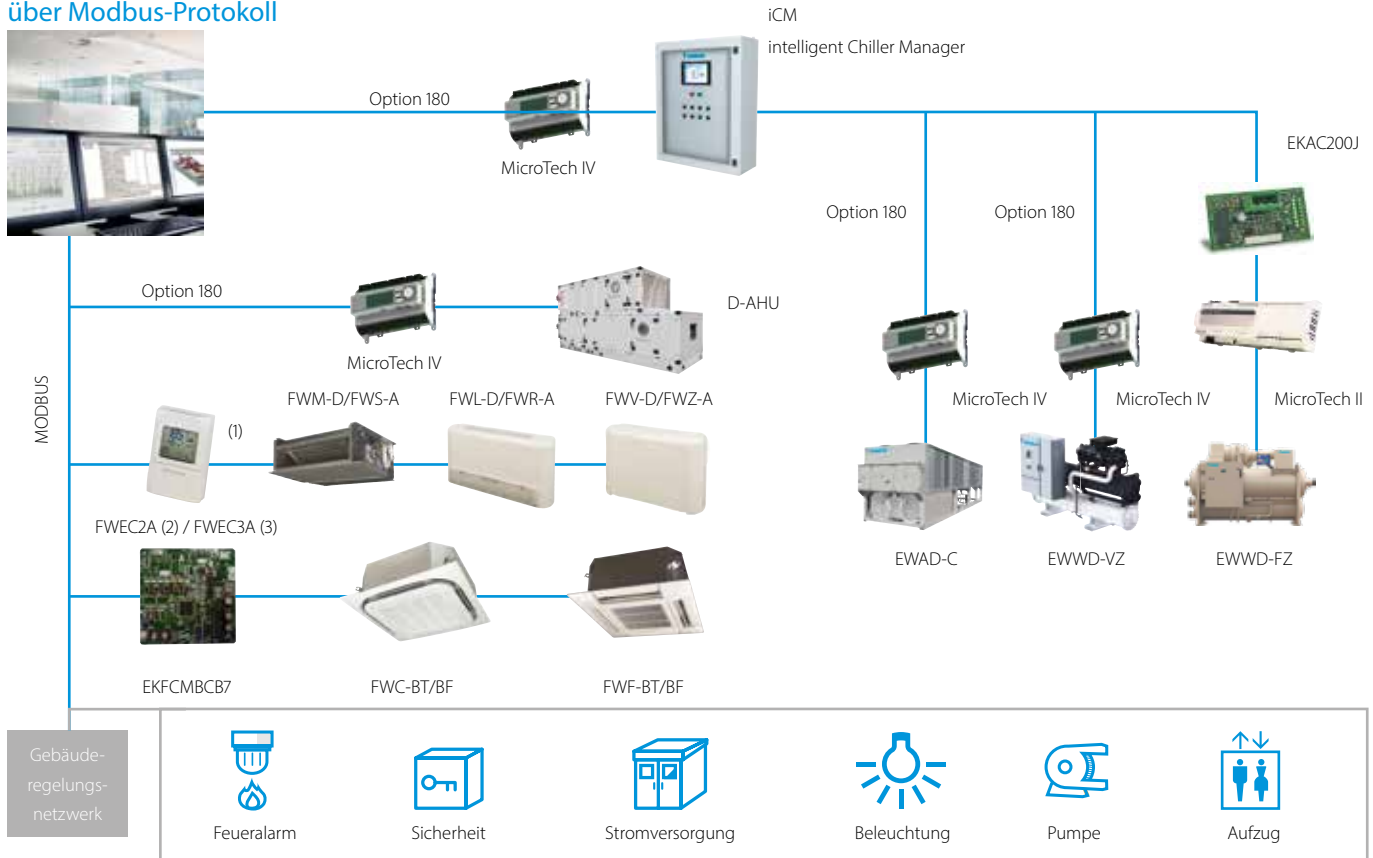 über Modbus-Protokoll
iCM
intelligent Chiller Manager
Option 180
MicroTech IV
EKAC200J
Option 180
Option 180
Option 180
D-AHU
MicroTech IV
MODBUS
FWM-D/FWS-A
FWL-D/FWR-A
FWV-D/FWZ-A
MicroTech IV
MicroTech IV
MicroTech II
(1)
FWEC2A (2) / FWEC3A (3)
EWAD-C
EWWD-VZ
EWWD-FZ
EKFCMBCB7
FWC-BT/BF
FWF-BT/BF
Gebäude-
regelungs-
netzwerk
Feueralarm
Sicherheit
Stromversorgung
Beleuchtung
Pumpe
Aufzug